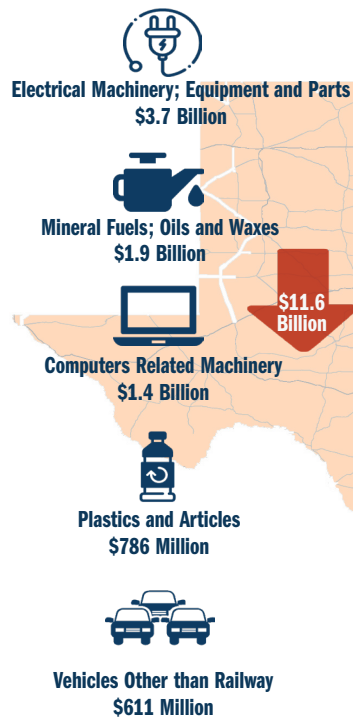 Electrical Machinery; Equipment and Parts
$3.7 Billion
Mineral Fuels; Oils and Waxes
$1.9 Billion
$11.6
Billion
Computers Related Machinery
$1.4 Billion
Plastics and Articles
$786 Million
Vehicles Other than Railway
$611 Million